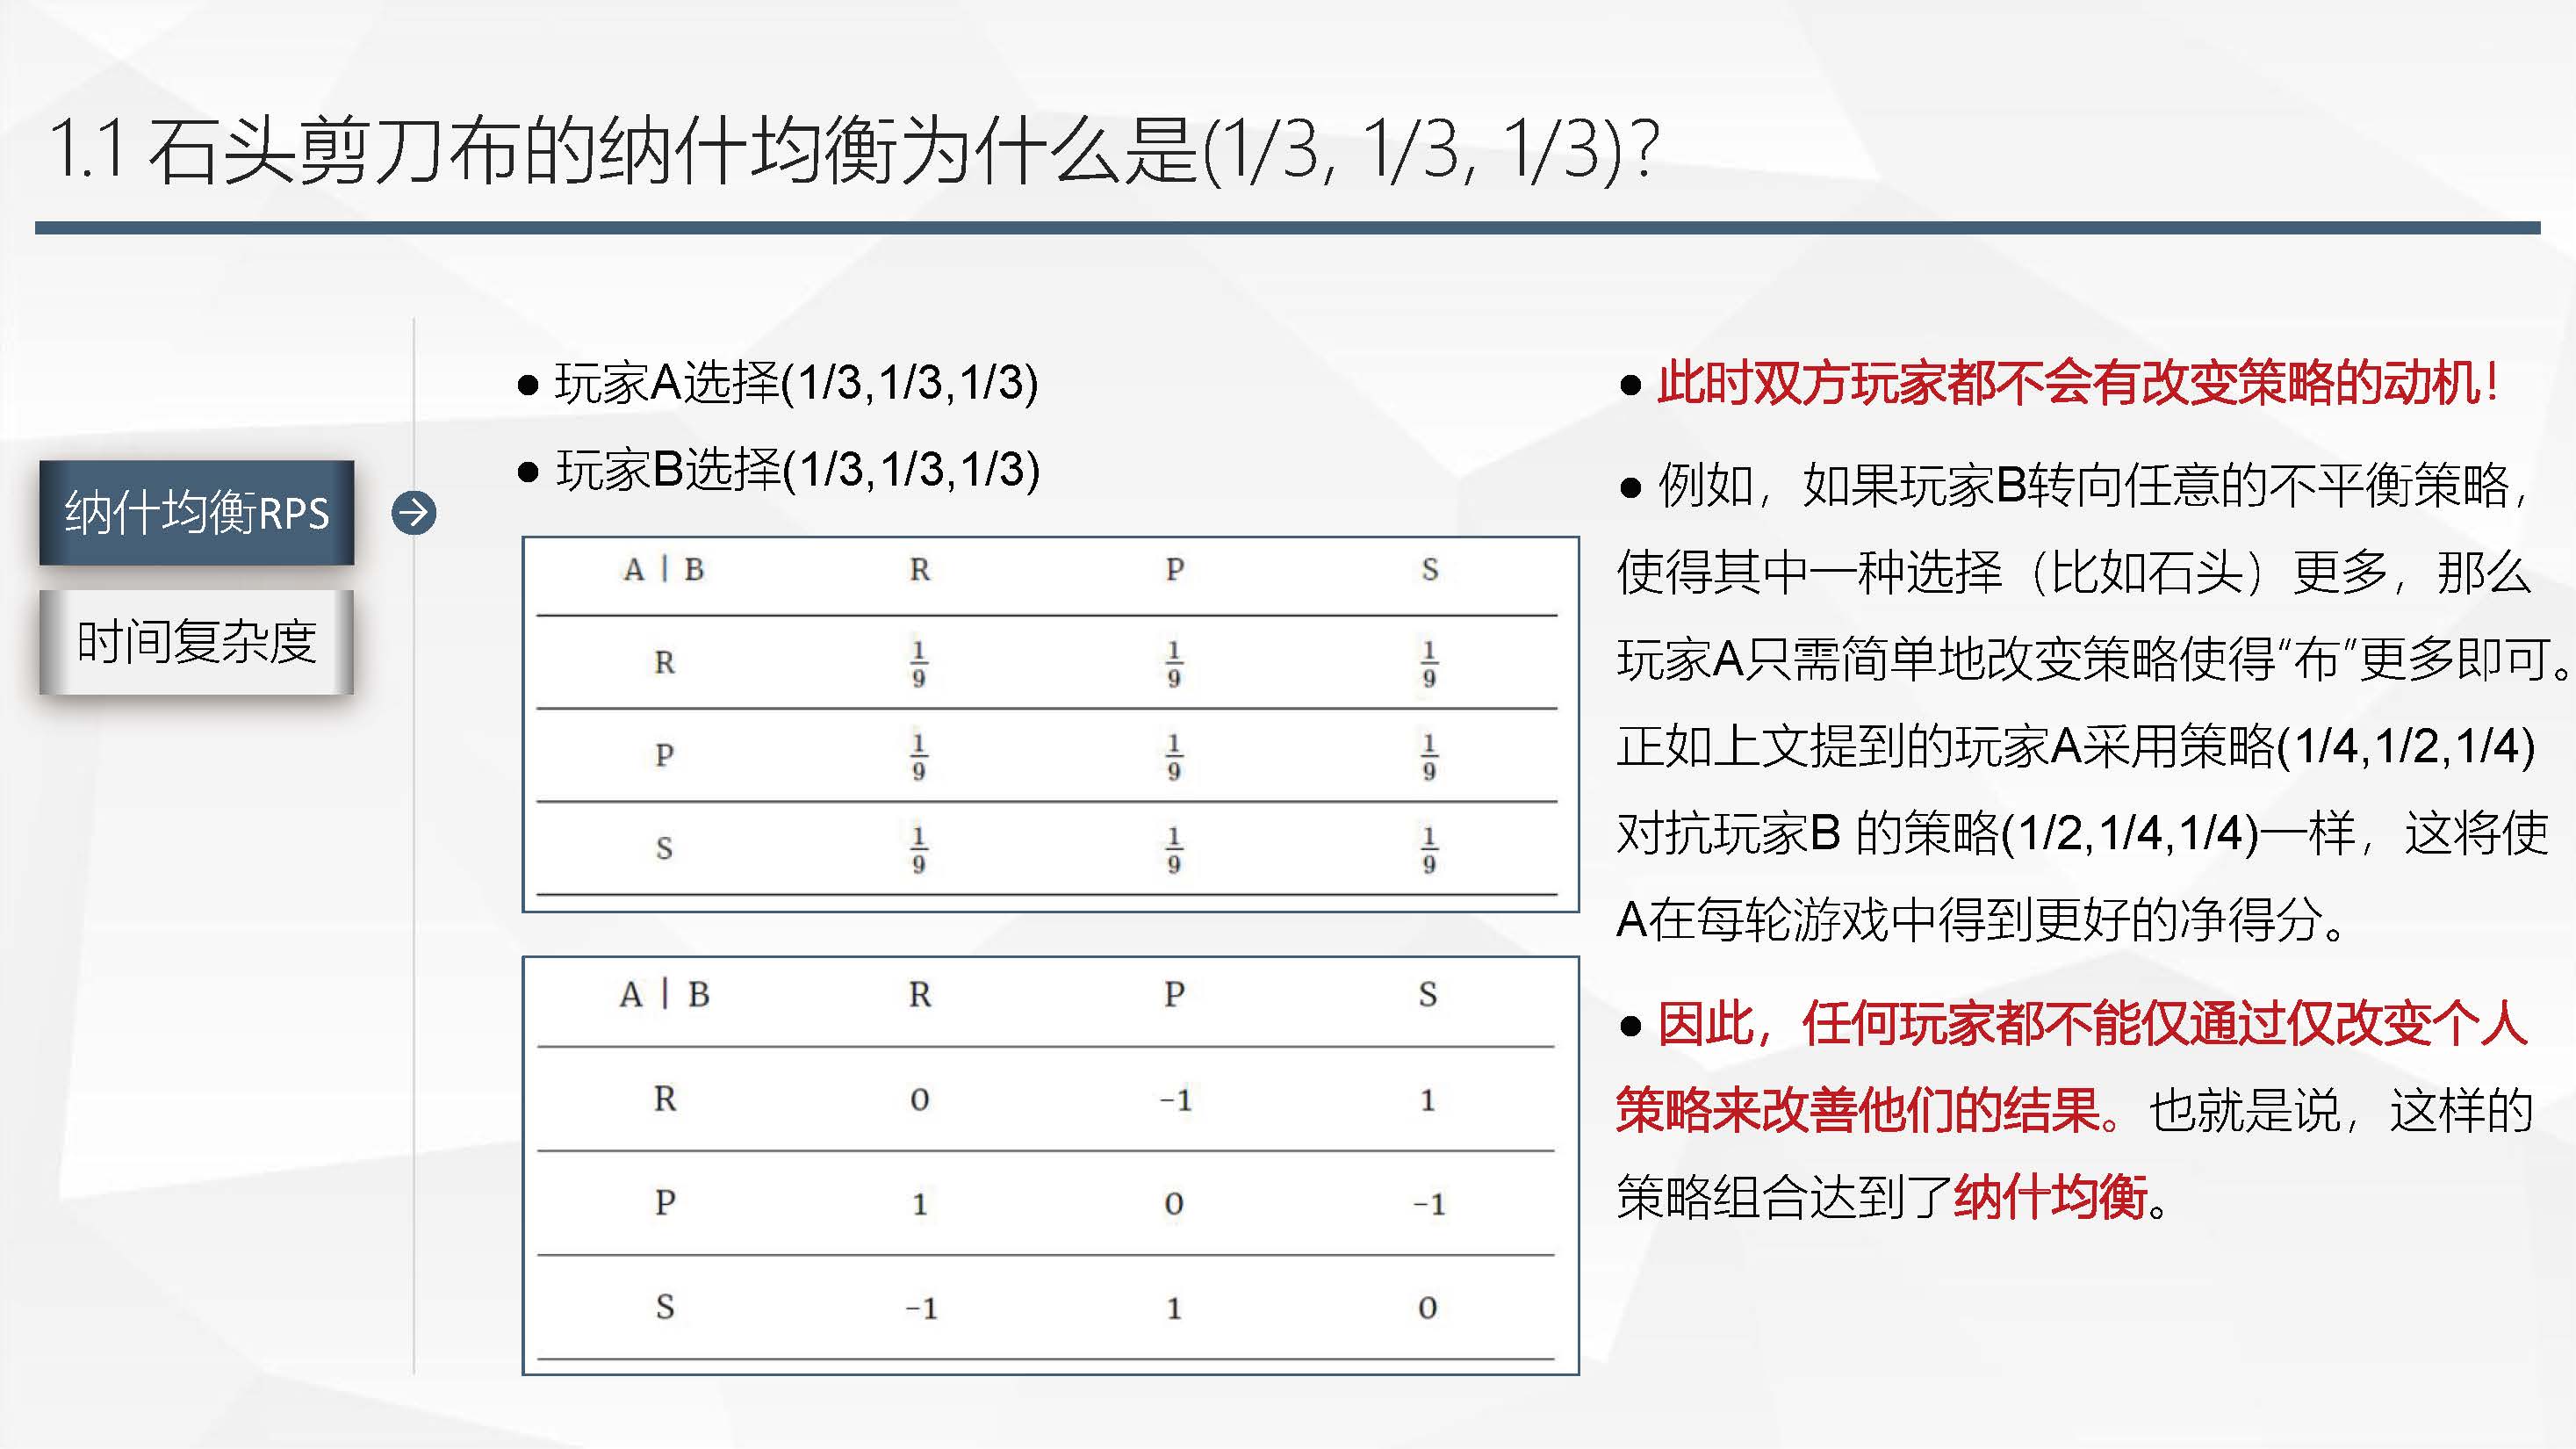 1.1 石头剪刀布的纳什均衡为什么是(1/3, 1/3, 1/3)?
纳什均衡RPS
时间复杂度
● 玩家A选择(1/3,1/3,1/3)
● 玩家B选择(1/3,1/3,1/3)
A | B R P S
R 1/9 1/9 1/9
P 1/9 1/9 1/9
S 1/9 1/9 1/9
A | B R P S
R 0 -1 1
P 1 0 -1
S -1 1 0
● 此时双方玩家都不会有改变策略的动机！
● 例如，如果玩家B转向任意的不平衡策略，
使得其中一种选择（比如石头）更多，那么
玩家A只需简单地改变策略使得“布”更多即可。
正如上文提到的玩家A采用策略(1/4,1/2,1/4)
对抗玩家B 的策略(1/2,1/4,1/4)一样，这将使
A在每轮游戏中得到更好的净得分。
● 因此，任何玩家都不能仅通过仅改变个人
策略来改善他们的结果。也就是说，这样的
策略组合达到了纳什均衡。